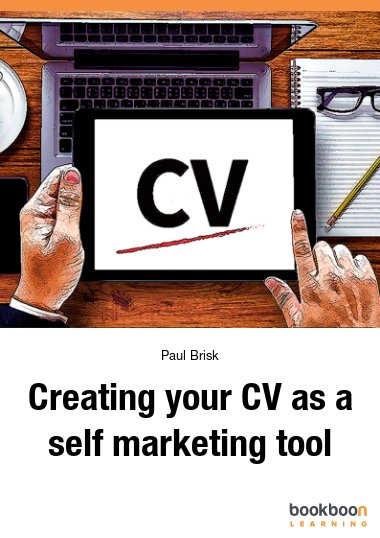 CV
Paul Brisk
Creating your CV as a
self marketing tool
bookboon
LEARNING